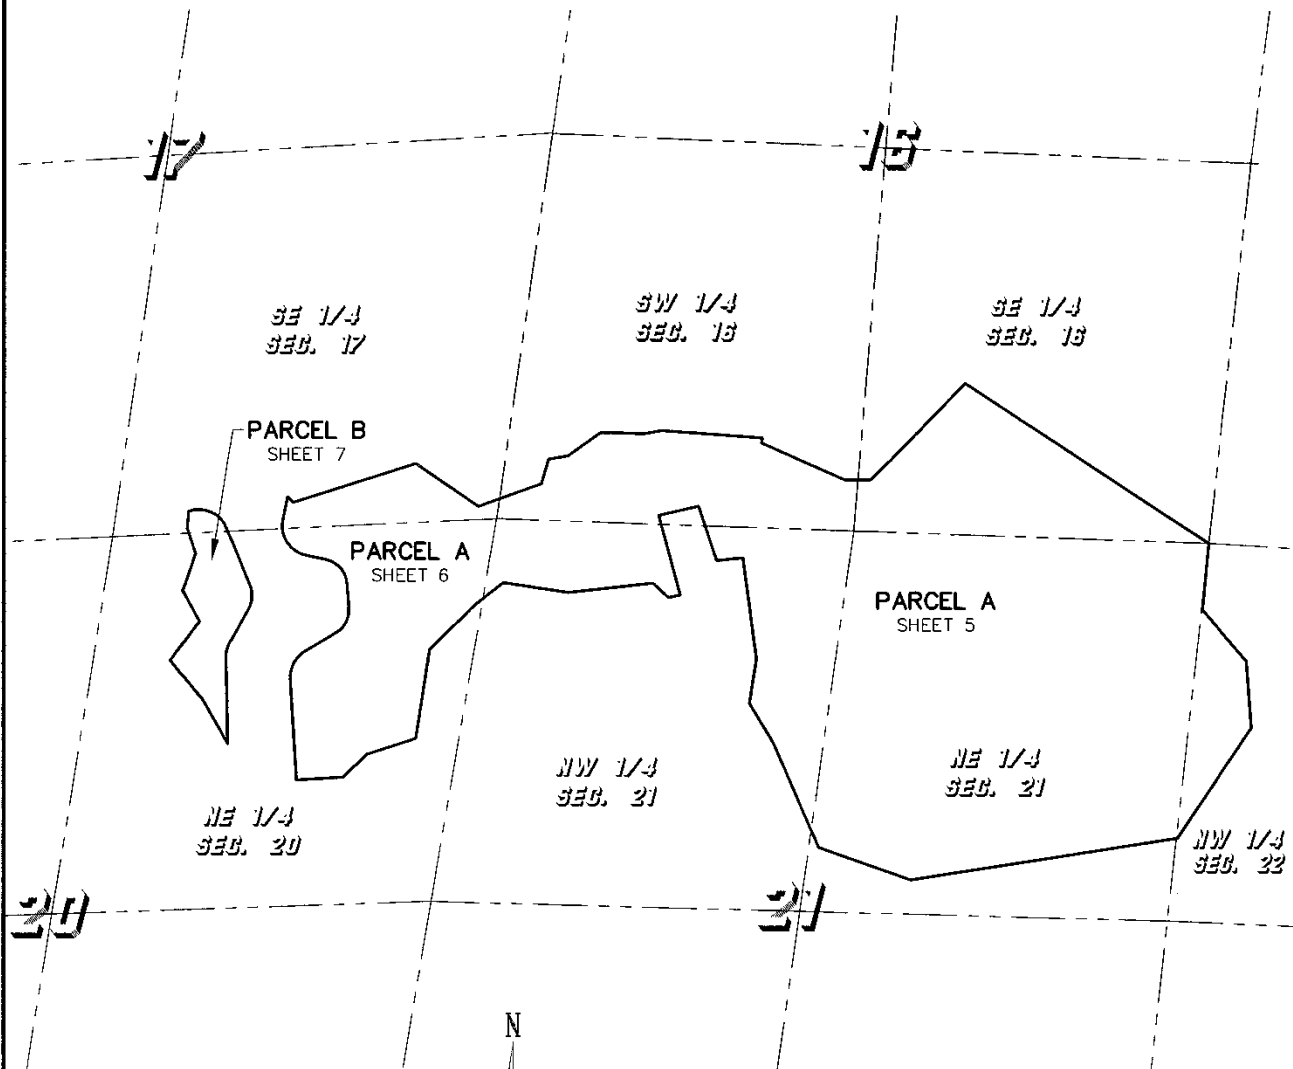 17
16
SE 1/4
SEC. 17
SW 1/4
SEC. 16
SE 1/4
SEC. 16
PARCEL B
SHEET 7
PARCEL A
SHEET 6
PARCEL A
SHEET 5
NW 1/4
SEC. 21
NE 1/4
SEC. 21
NE 1/4
SEC. 20
NW 1/4
SEC. 22
20
21
N